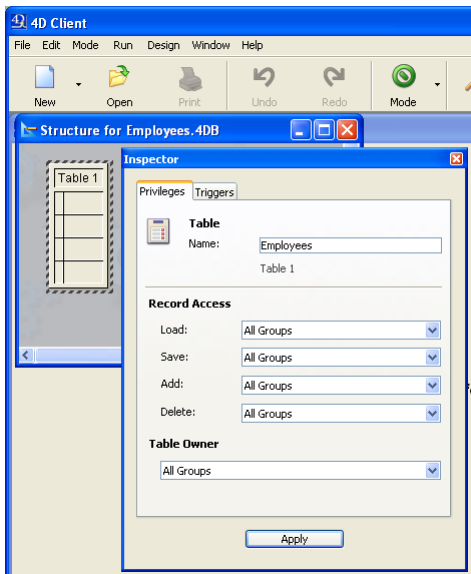 4D Client
File Edit Mode Run Design Window Help
New Open Print Undo Redo Mode
Structure for Employees.4DB
Table 1
Inspector
Privileges Triggers
Table
Name: Employees
Table 1
Record Access
Load: All Groups
Save: All Groups
Add: All Groups
Delete: All Groups
Table Owner
All Groups
Apply